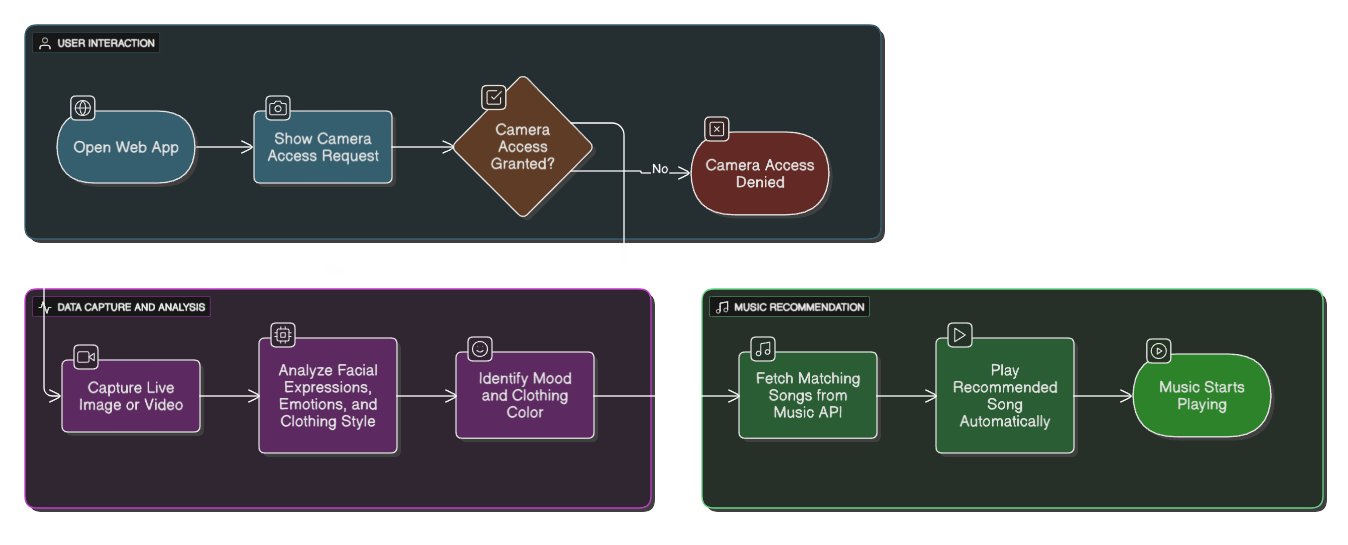 USER INTERACTION
Open Web App
Show Camera
Access Request
Camera
Access
Granted?
No
Camera Access
Denied
DATA CAPTURE AND ANALYSIS
Capture Live
Image or Video
Analyze Facial
Expressions,
Emotions, and
Clothing Style
Identify Mood
and Clothing
Color
MUSIC RECOMMENDATION
Fetch Matching
Songs from
Music API
Play
Recommended
Song
Automatically
Music Starts
Playing